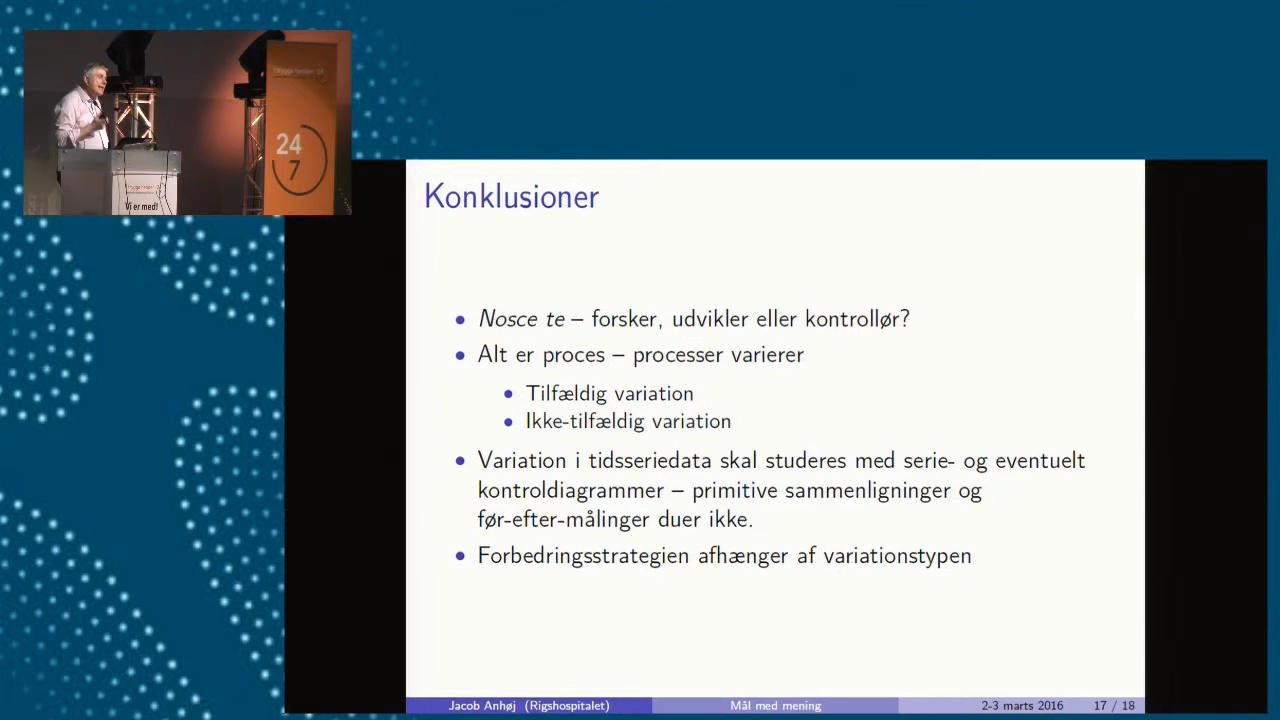 24
7
Vi er med!
Konklusioner
• Nosce te – forsker, udvikler eller kontrollør?
• Alt er proces – processer varierer
• Tilfældig variation
• Ikke-tilfældig variation
• Variation i tidsseriedata skal studeres med serie- og eventuelt
kontroldiagrammer – primitive sammenligninger og
før-efter-målinger duer ikke.
• Forbedringsstrategien afhænger af variationstypen
Jacob Anhøj (Rigshospitalet) Mål med mening 2-3 marts 2016 17 / 18